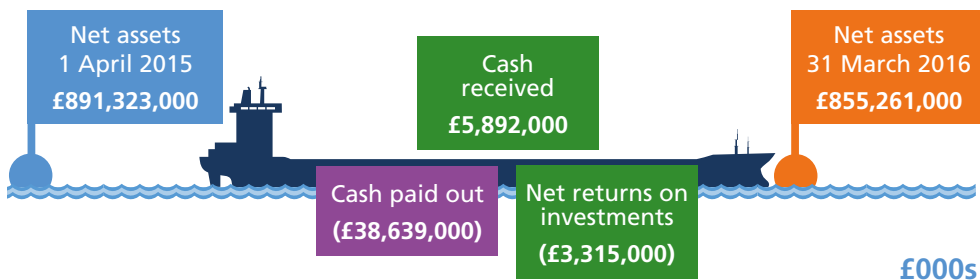 Net assets
1 April 2015
£891,323,000
Cash
received
£5,892,000
Net assets
31 March 2016
£855,261,000
Cash paid out
(£38,639,000)
Net returns on
investments
(£3,315,000)
£000s